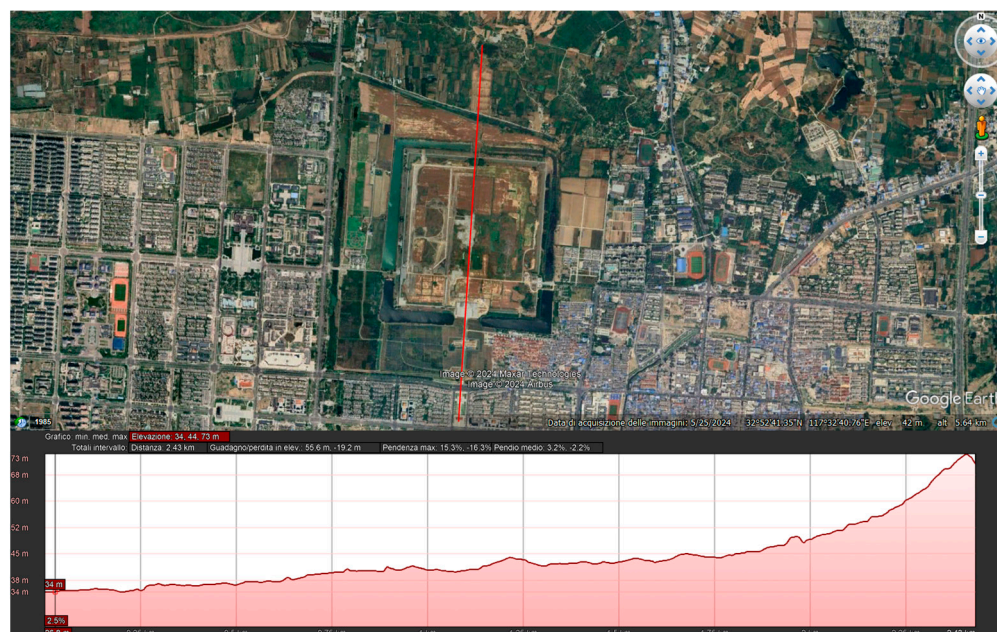 N
Image © 2024 Maxar Technologies
Image © 2024 Airbus
Google Earth
1985
Data di acquisizione delle immagini: 5/25/2024 32°52'41.35"N 117°32'40.76"E elev 42 m alt 5.64 km
Grafico: min, med, max Elevazione: 34, 44, 73 m
Totali intervallo: Distanza: 2.43 km Guadagno/perdita in elev.: 55.6 m, -19.2 m Pendenza max: 15.3%, -16.3% Pendio medio: 3.2%, -2.2%
73 m
68 m
60 m
52 m
45 m
38 m
34 m
34 m
2.5%